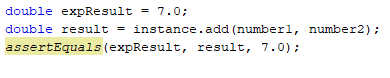 double expResult = 7.0;
double result = instance.add(number1, number2);
assertEquals(expResult, result, 7.0);